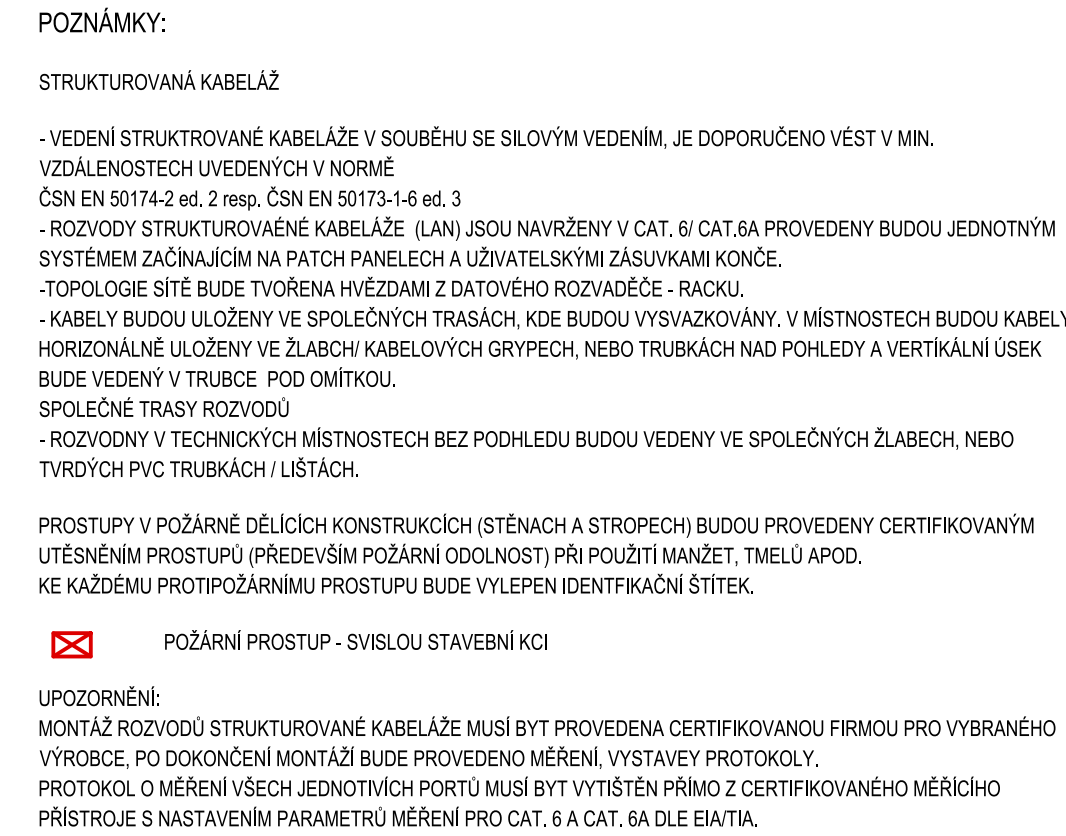 POZNÁMKY:
STRUKTUROVANÁ KABELÁŽ
- VEDENÍ STRUKTROVANÉ KABELÁŽE V SOUBĚHU SE SILOVÝM VEDENÍM, JE DOPORUČENO VÉST V MIN.
VZDÁLENOSTECH UVEDENÝCH V NORMĚ
ČSN EN 50174-2 ed. 2 resp. ČSN EN 50173-1-6 ed. 3
- ROZVODY STRUKTUROVAÉNÉ KABELÁŽE (LAN) JSOU NAVRŽENY V CAT. 6/ CAT.6A PROVEDENY BUDOU JEDNOTNÝM
SYSTÉMEM ZAČÍNAJÍCÍM NA PATCH PANELECH A UŽIVATELSKÝMI ZÁSUVKAMI KONČE.
-TOPOLOGIE SÍTĚ BUDE TVOŘENA HVĚZDAMI Z DATOVÉHO ROZVADĚČE - RACKU.
- KABELY BUDOU ULOŽENY VE SPOLEČNÝCH TRASÁCH, KDE BUDOU VYSVAZKOVÁNY. V MÍSTNOSTECH BUDOU KABELY
HORIZONÁLNĚ ULOŽENY VE ŽLABCH/ KABELOVÝCH GRYPECH, NEBO TRUBKÁCH NAD POHLEDY A VERTÍKÁLNÍ ÚSEK
BUDE VEDENÝ V TRUBCE POD OMÍTKOU.
SPOLEČNÉ TRASY ROZVODŮ
- ROZVODNY V TECHNICKÝCH MÍSTNOSTECH BEZ PODHLEDU BUDOU VEDENY VE SPOLEČNÝCH ŽLABECH, NEBO
TVRDÝCH PVC TRUBKÁCH / LIŠTÁCH.
PROSTUPY V POŽÁRNĚ DĚLÍCÍCH KONSTRUKCÍCH (STĚNACH A STROPECH) BUDOU PROVEDENY CERTIFIKOVANÝM
UTĚSNĚNÍM PROSTUPŮ (PŘEDEVŠÍM POŽÁRNÍ ODOLNOST) PŘI POUŽITÍ MANŽET, TMELŮ APOD.
KE KAŽDÉMU PROTIPOŽÁRNÍMU PROSTUPU BUDE VYLEPEN IDENTFIKAČNÍ ŠTÍTEK.
POŽÁRNÍ PROSTUP - SVISLOU STAVEBNÍ KCI
UPOZORNĚNÍ:
MONTÁŽ ROZVODŮ STRUKTUROVANÉ KABELÁŽE MUSÍ BYT PROVEDENA CERTIFIKOVANOU FIRMOU PRO VYBRANÉHO
VÝROBCE, PO DOKONČENÍ MONTÁŽÍ BUDE PROVEDENO MĚŘENÍ, VYSTAVEY PROTOKOLY.
PROTOKOL O MĚŘENÍ VŠECH JEDNOTIVÍCH PORTŮ MUSÍ BYT VYTIŠTĚN PŘÍMO Z CERTIFIKOVANÉHO MĚŘÍCÍHO
PŘÍSTROJE S NASTAVENÍM PARAMETRŮ MĚŘENÍ PRO CAT. 6 A CAT. 6A DLE EIA/TIA.